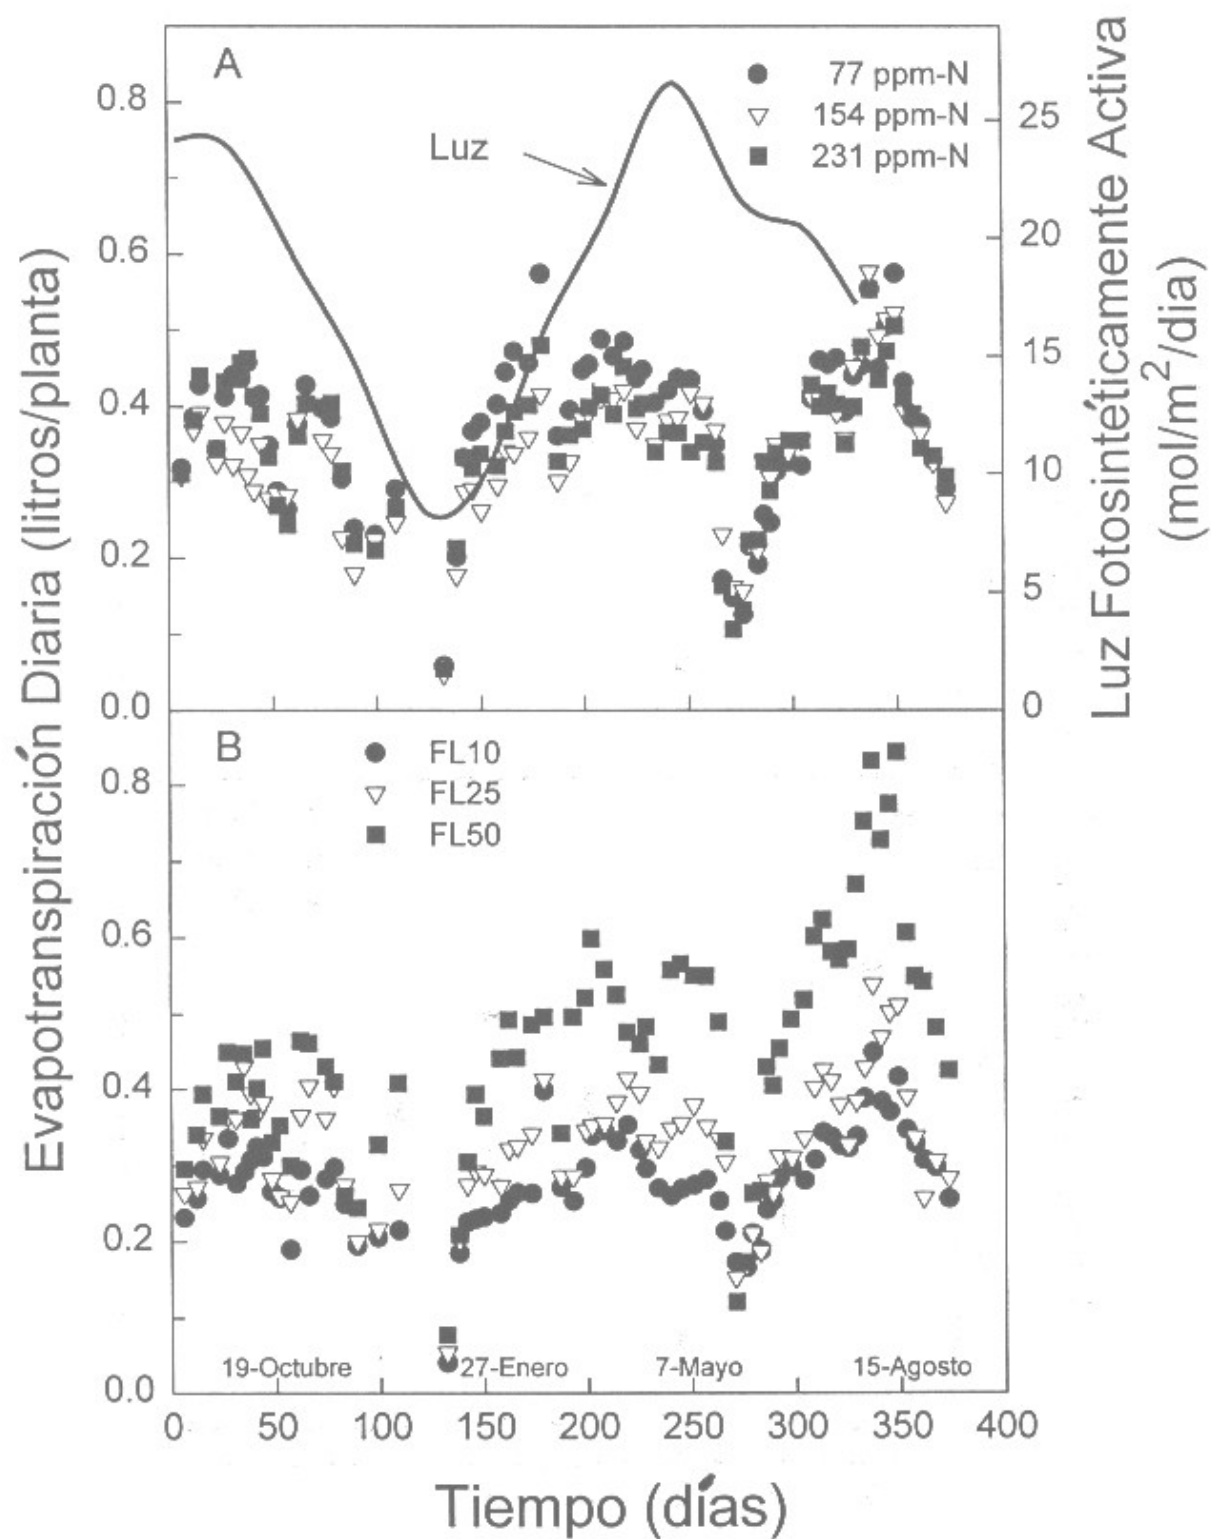 A
77 ppm-N
154 ppm-N
231 ppm-N
Luz
0.8
0.6
0.4
0.2
0.0
25
20
15
10
5
0
Evapotranspiración Diaria (litros/planta)
Luz Fotosintéticamente Activa
(mol/m²/dia)
B
FL10
FL25
FL50
0.8
0.6
0.4
0.2
0.0
19-Octubre 27-Enero 7-Mayo 15-Agosto
0 50 100 150 200 250 300 350 400
Tiempo (días)